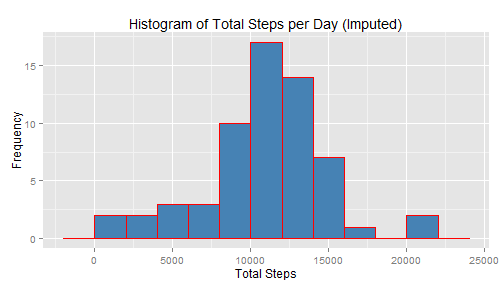 Histogram of Total Steps per Day (Imputed)
Frequency
15
10
5
0
0 5000 10000 15000 20000 25000
Total Steps